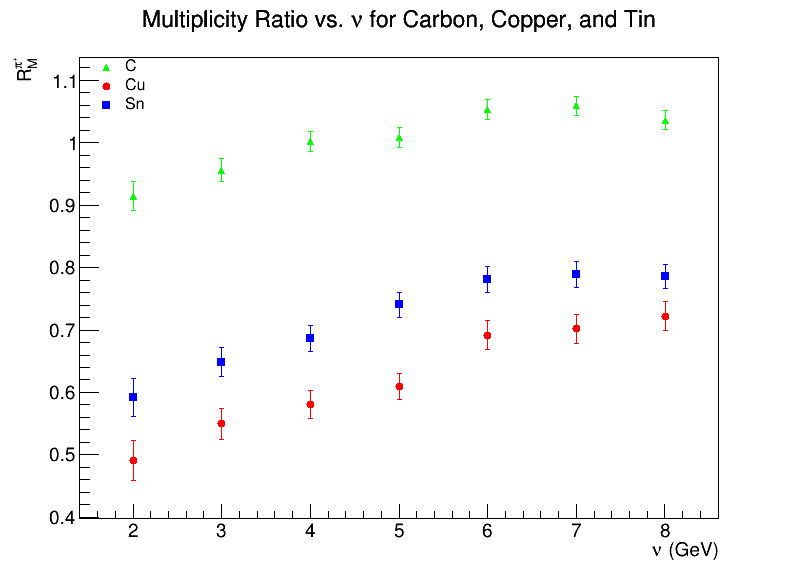 Multiplicity Ratio vs. ν for Carbon, Copper, and Tin
R_M^π⁺
C
Cu
Sn
1.1
1
0.9
0.8
0.7
0.6
0.5
0.4
2 3 4 5 6 7 8
ν (GeV)